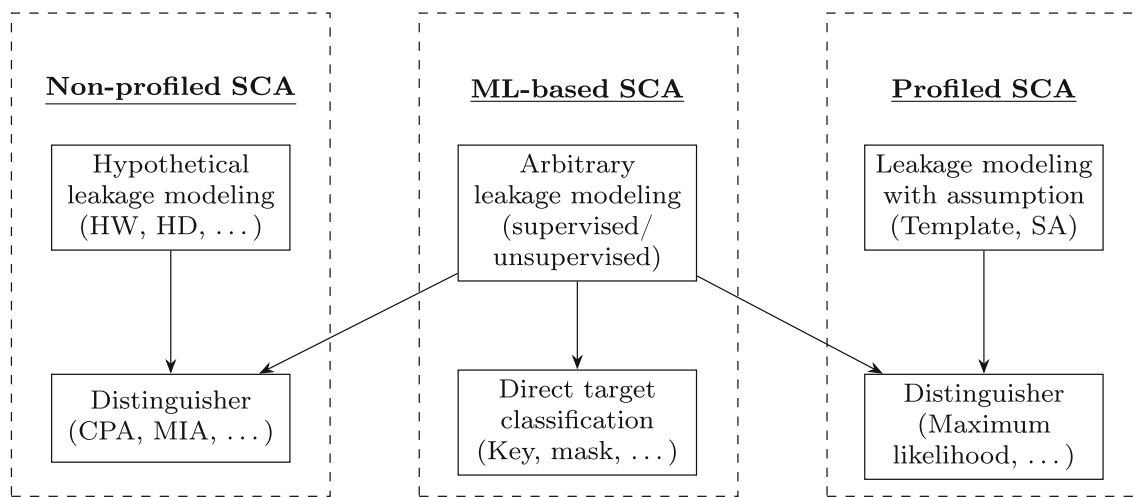 Non-profiled SCA
Hypothetical
leakage modeling
(HW, HD, ...)
Distinguisher
(CPA, MIA, ...)
ML-based SCA
Arbitrary
leakage modeling
(supervised/
unsupervised)
Direct target
classification
(Key, mask, ...)
Profiled SCA
Leakage modeling
with assumption
(Template, SA)
Distinguisher
(Maximum
likelihood, ...)